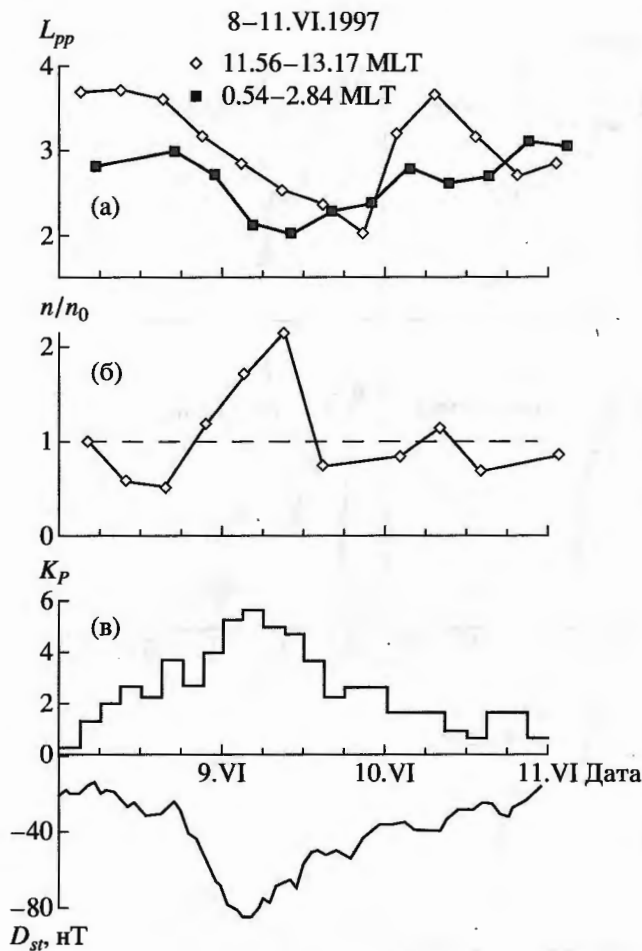 8–11.VI.1997
L_pp
4
◇ 11.56–13.17 MLT
■ 0.54–2.84 MLT
3
(а)
2
n/n_0
2
(б)
1
0
K_P
6
(в)
4
2
0
9.VI 10.VI 11.VI Дата
–40
–80
D_st, нТ